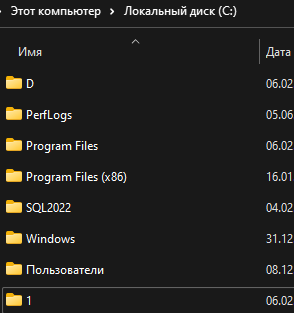 Этот компьютер > Локальный диск (C:)
Имя Дата
D 06.02
PerfLogs 05.06
Program Files 06.02
Program Files (x86) 16.01
SQL2022 04.02
Windows 31.12
Пользователи 08.12
1 06.02